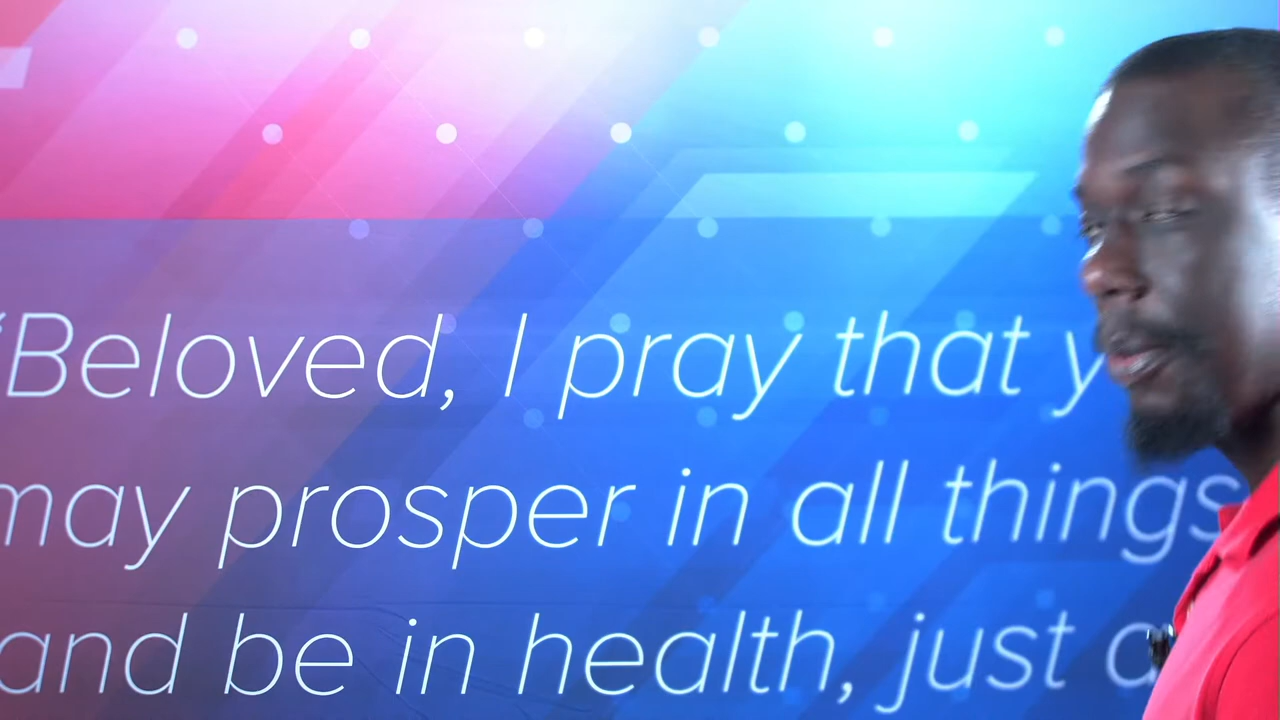 “Beloved, I pray that y
may prosper in all things
and be in health, just a